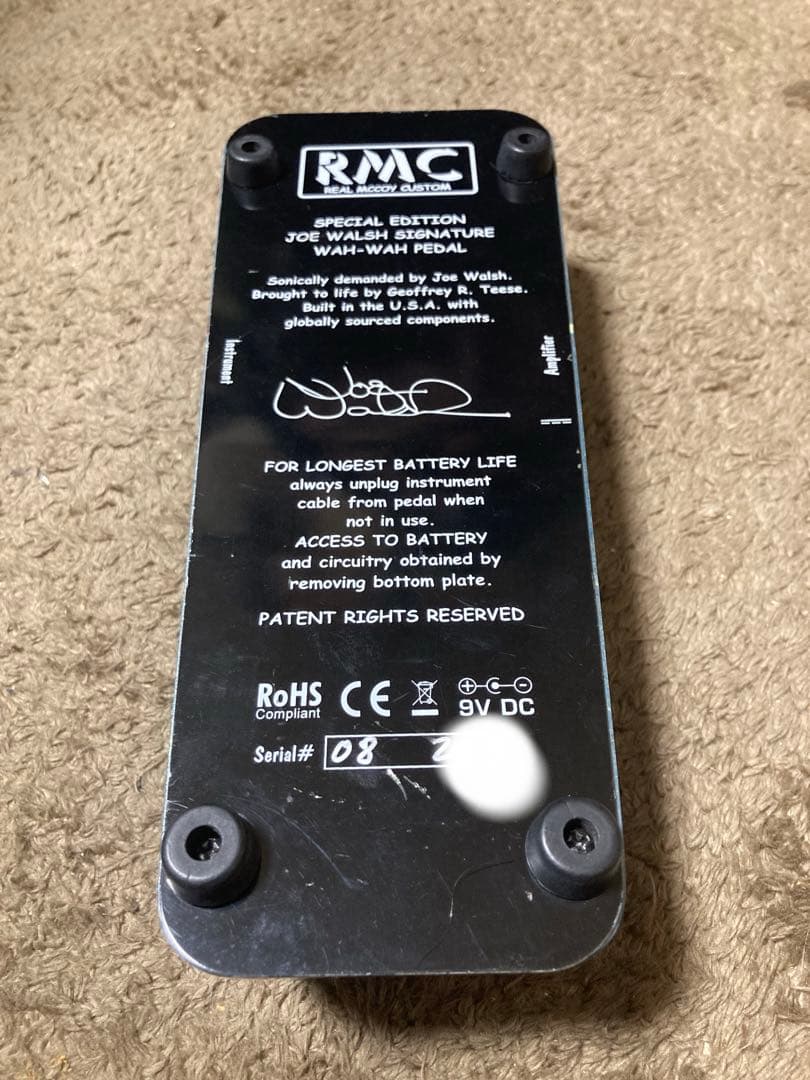 RMC
REAL MCCOY CUSTOM
SPECIAL EDITION
JOE WALSH SIGNATURE
WAH-WAH PEDAL
Sonically demanded by Joe Walsh.
Brought to life by Geoffrey R. Teese.
Built in the U.S.A. with
globally sourced components.
Instrument
Amplifier
Joe
Walsh
FOR LONGEST BATTERY LIFE
always unplug instrument
cable from pedal when
not in use.
ACCESS TO BATTERY
and circuitry obtained by
removing bottom plate.
PATENT RIGHTS RESERVED
RoHS
Compliant
CE
9V DC
Serial# 08